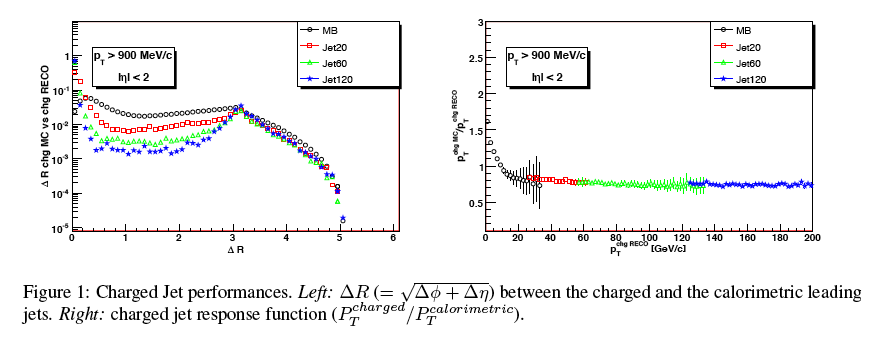 MB
Jet20
Jet60
Jet120
p_T > 900 MeV/c
|η| < 2
Δ R chg MC vs chg RECO
1
10^-1
10^-2
10^-3
10^-4
10^-5
0 1 2 3 4 5 6
Δ R
MB
Jet20
Jet60
Jet120
p_T > 900 MeV/c
|η| < 2
p_T^chg MC/p_T^chg RECO
3
2.5
2
1.5
1
0.5
0 20 40 60 80 100 120 140 160 180 200
p_T^chg RECO [GeV/c]
Figure 1: Charged Jet performances. Left: ΔR (= √Δϕ + Δη) between the charged and the calorimetric leading
jets. Right: charged jet response function (P_T^charged/P_T^calorimetric).